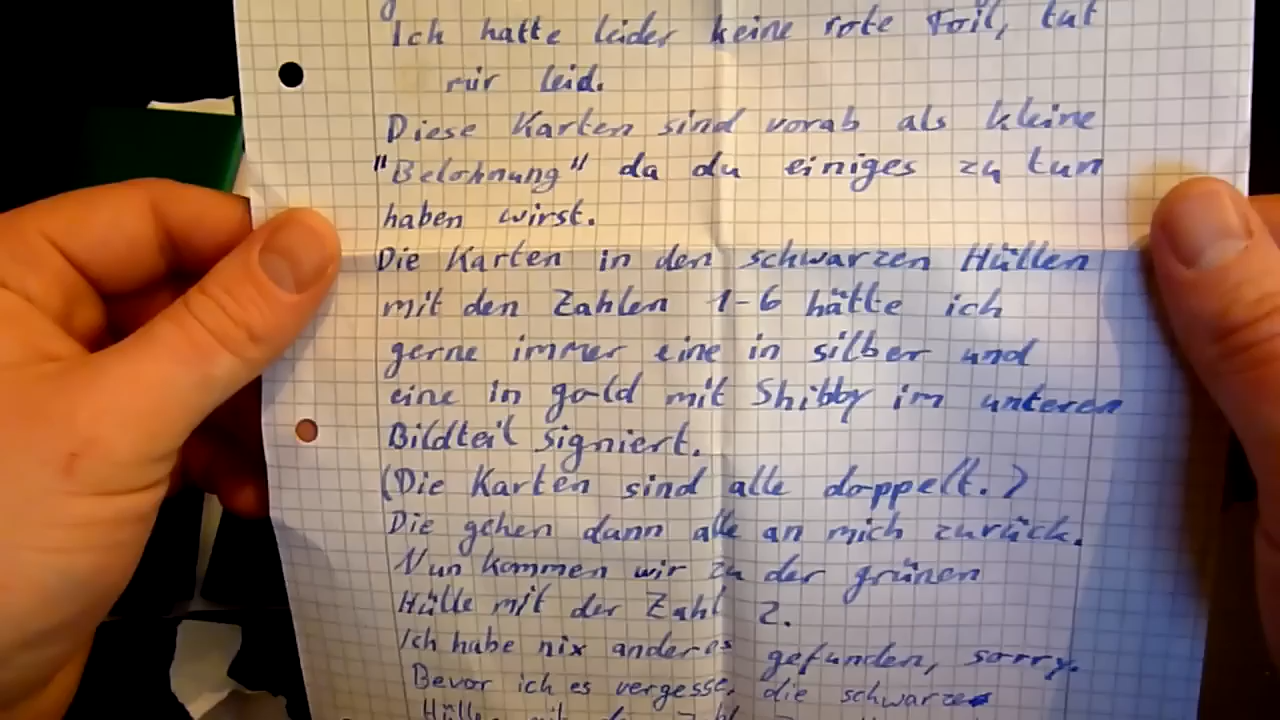 Ich hatte leider keine rote Foil, tut
mir leid.
Diese Karten sind vorab als kleine
"Belohnung" da du einiges zu tun
haben wirst.
Die Karten in den schwarzen Hüllen
mit den Zahlen 1-6 hätte ich
gerne immer eine in silber und
eine in gold mit Shibby im unteren
Bildteil signiert.
(Die Karten sind alle doppelt.)
Die gehen dann alle an mich zurück.
Nun kommen wir zu der grünen
Hülle mit der Zahl 2.
Ich habe nix anderes gefunden, sorry.
Bevor ich es vergesse, die schwarze